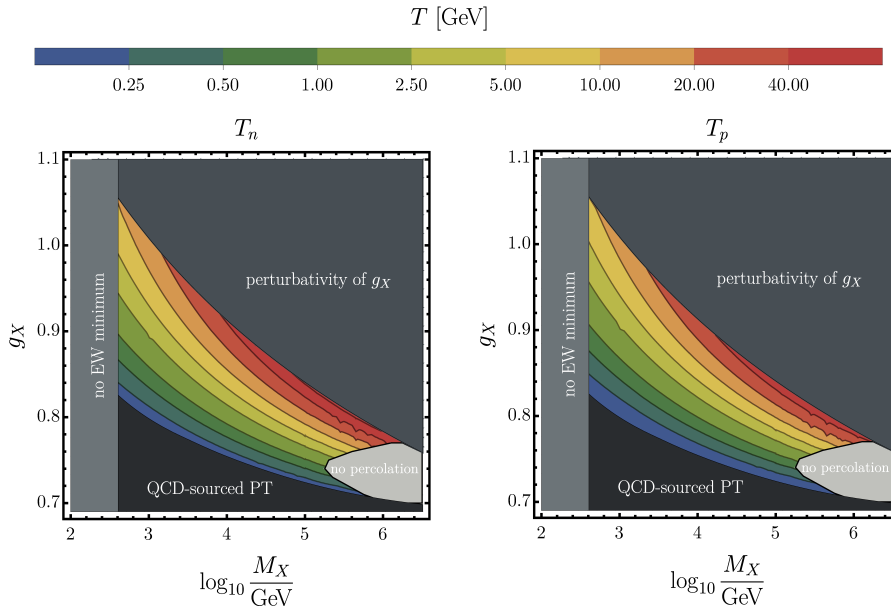 T [GeV]
0.25 0.50 1.00 2.50 5.00 10.00 20.00 40.00
T_n
1.1
1.0
0.9
0.8
0.7
g_X
no EW minimum
perturbativity of g_X
no percolation
QCD-sourced PT
2 3 4 5 6
log₁₀ M_X/GeV
T_p
1.1
1.0
0.9
0.8
0.7
g_X
no EW minimum
perturbativity of g_X
no percolation
QCD-sourced PT
2 3 4 5 6
log₁₀ M_X/GeV